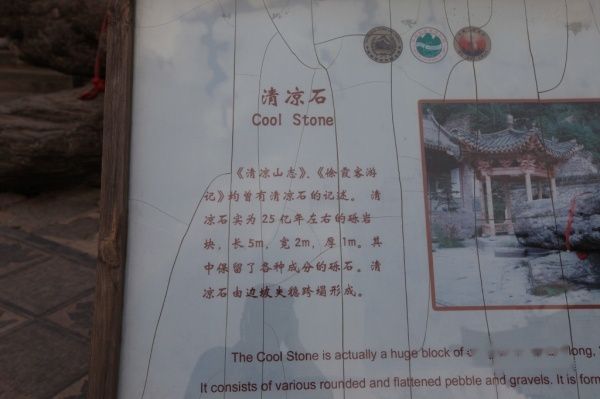 清凉石
Cool Stone
《清凉山志》、《徐霞客游
记》均曾有清凉石的记述。清
凉石实为25亿年左右的砾岩
块，长5m，宽2m，厚1m。其
中保留了各种成分的砾石。清
凉石由边坡失稳跨塌形成。
The Cool Stone is actually a huge block of long,
It consists of various rounded and flattened pebble and gravels. It is form